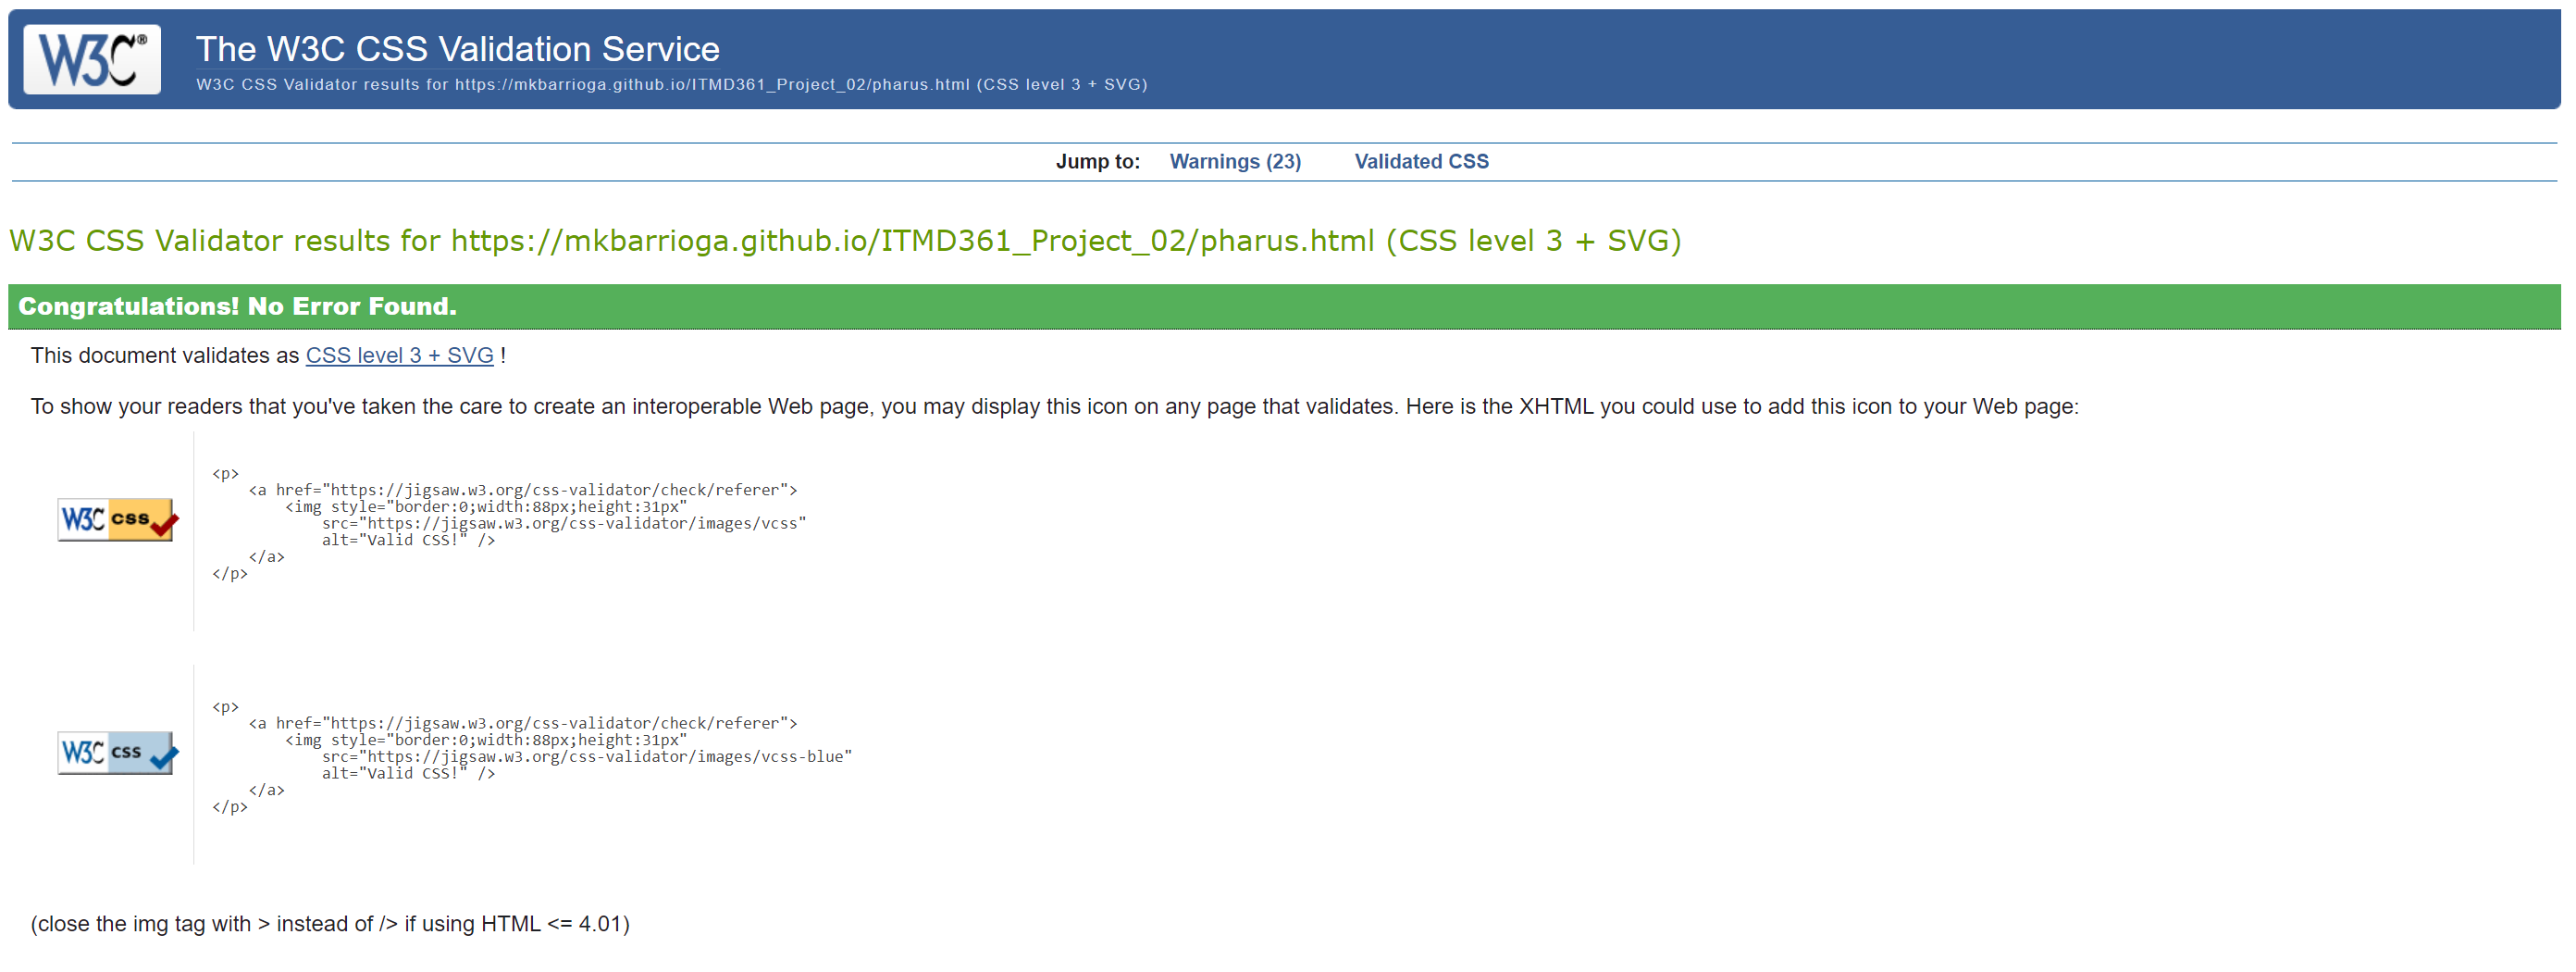 W3C®
The W3C CSS Validation Service
W3C CSS Validator results for https://mkbarrioga.github.io/ITMD361_Project_02/pharus.html (CSS level 3 + SVG)
Jump to: Warnings (23) Validated CSS
W3C CSS Validator results for https://mkbarrioga.github.io/ITMD361_Project_02/pharus.html (CSS level 3 + SVG)
Congratulations! No Error Found.
This document validates as CSS level 3 + SVG !
To show your readers that you've taken the care to create an interoperable Web page, you may display this icon on any page that validates. Here is the XHTML you could use to add this icon to your Web page:
W3C css
<p>
<a href="https://jigsaw.w3.org/css-validator/check/referer">
<img style="border:0;width:88px;height:31px"
src="https://jigsaw.w3.org/css-validator/images/vcss"
alt="Valid CSS!" />
</a>
</p>
W3C css
<p>
<a href="https://jigsaw.w3.org/css-validator/check/referer">
<img style="border:0;width:88px;height:31px"
src="https://jigsaw.w3.org/css-validator/images/vcss-blue"
alt="Valid CSS!" />
</a>
</p>
(close the img tag with > instead of /> if using HTML <= 4.01)